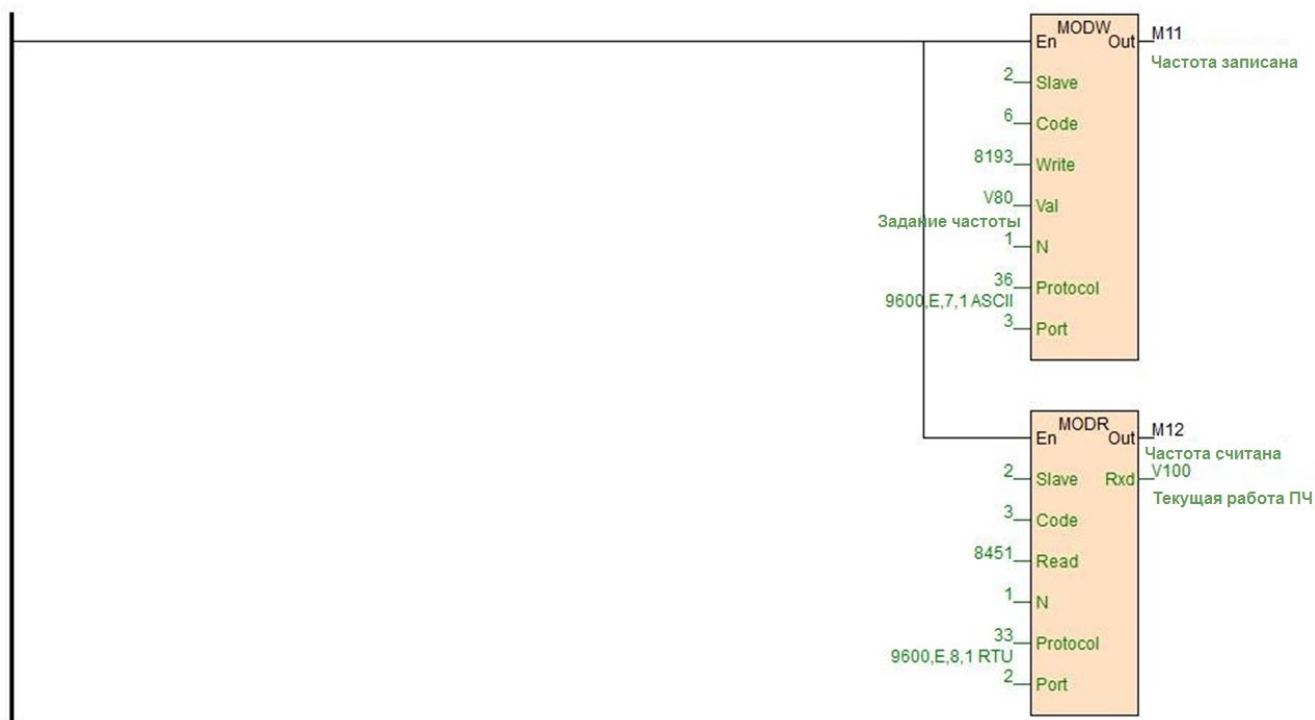 MODW
En Out M11
Частота записана
2 Slave
6 Code
8193 Write
V80 Val
Задание частоты
1 N
36 Protocol
9600,E,7,1 ASCII
3 Port
MODR
En Out M12
Частота считана
2 Slave Rxd V100
Текущая работа ПЧ
3 Code
8451 Read
1 N
33 Protocol
9600,E,8,1 RTU
2 Port